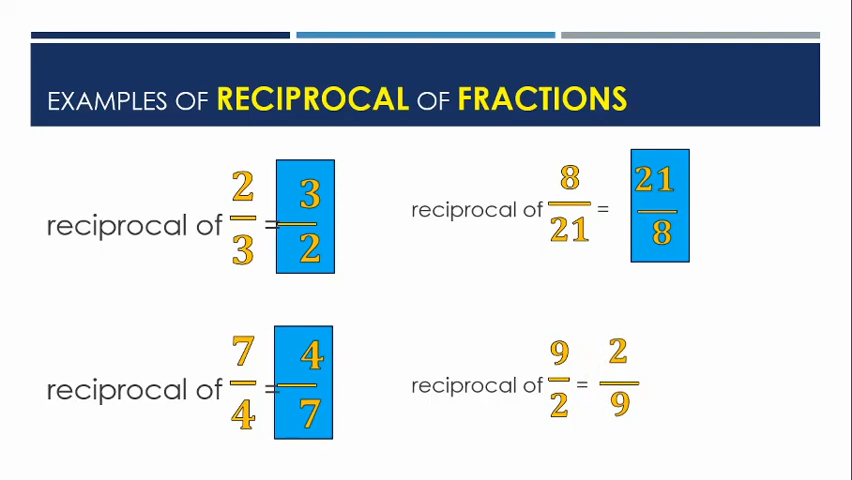 EXAMPLES OF RECIPROCAL OF FRACTIONS
reciprocal of 2/3 = 3/2
reciprocal of 8/21 = 21/8
reciprocal of 7/4 = 4/7
reciprocal of 9/2 = 2/9